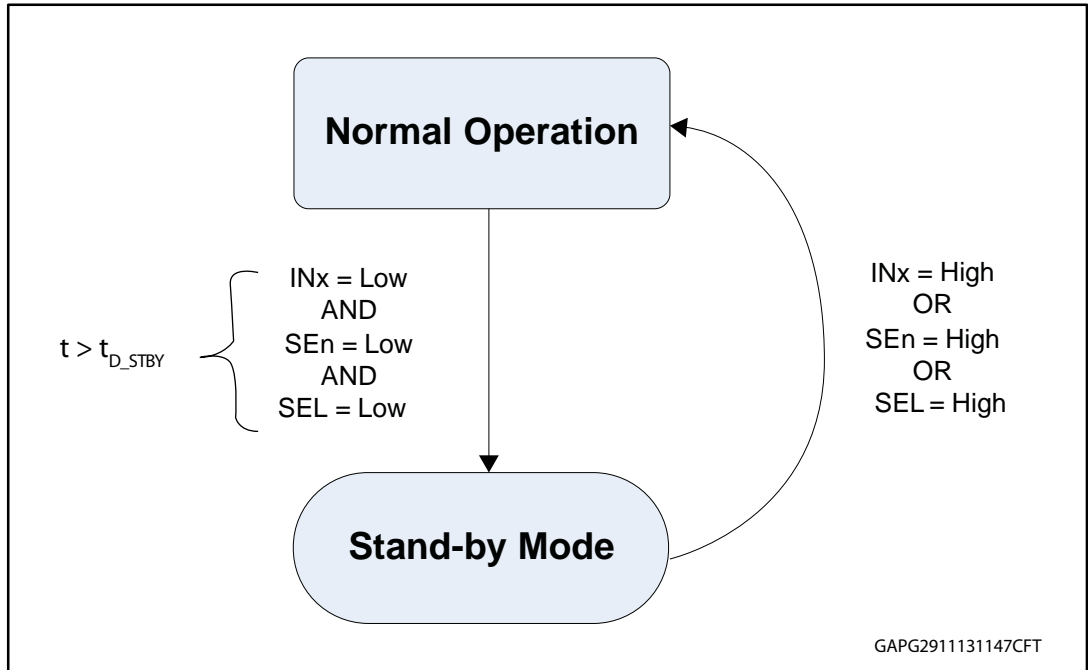 Normal Operation
t > tD_STBY
INx = Low
AND
SEn = Low
AND
SEL = Low
INx = High
OR
SEn = High
OR
SEL = High
Stand-by Mode
GAPG2911131147CFT